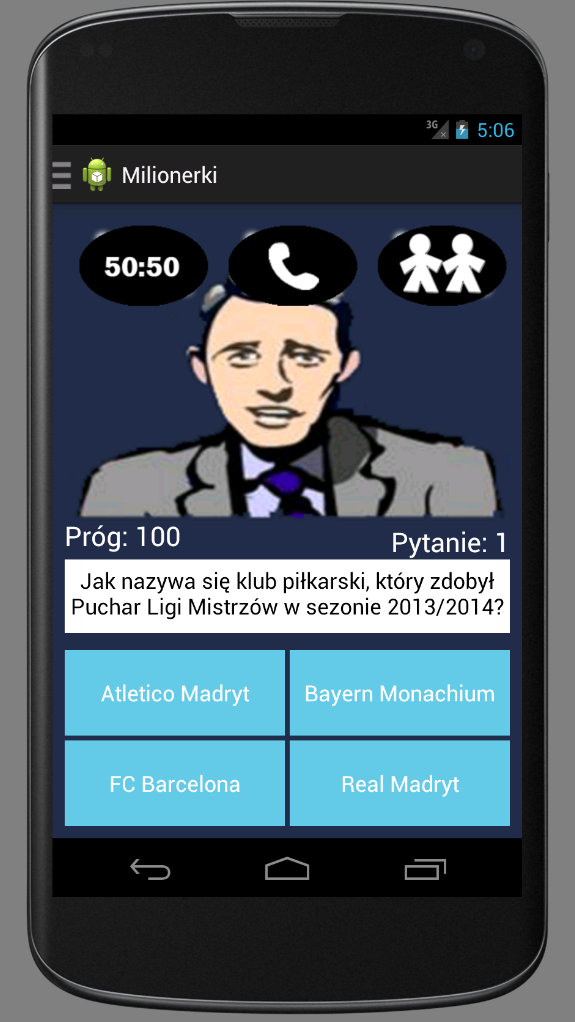 3G 5:06
Milionerki
50:50
Próg: 100
Pytanie: 1
Jak nazywa się klub piłkarski, który zdobył
Puchar Ligi Mistrzów w sezonie 2013/2014?
Atletico Madryt
Bayern Monachium
FC Barcelona
Real Madryt